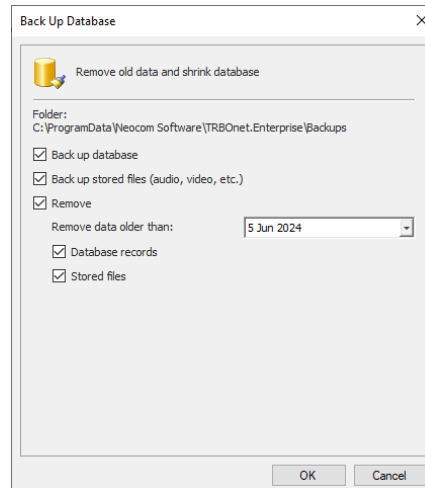 Back Up Database
Remove old data and shrink database
Folder:
C:\ProgramData\Neocom Software\TRBOnet.Enterprise\Backups
Back up database
Back up stored files (audio, video, etc.)
Remove
Remove data older than:
5 Jun 2024
Database records
Stored files
OK
Cancel